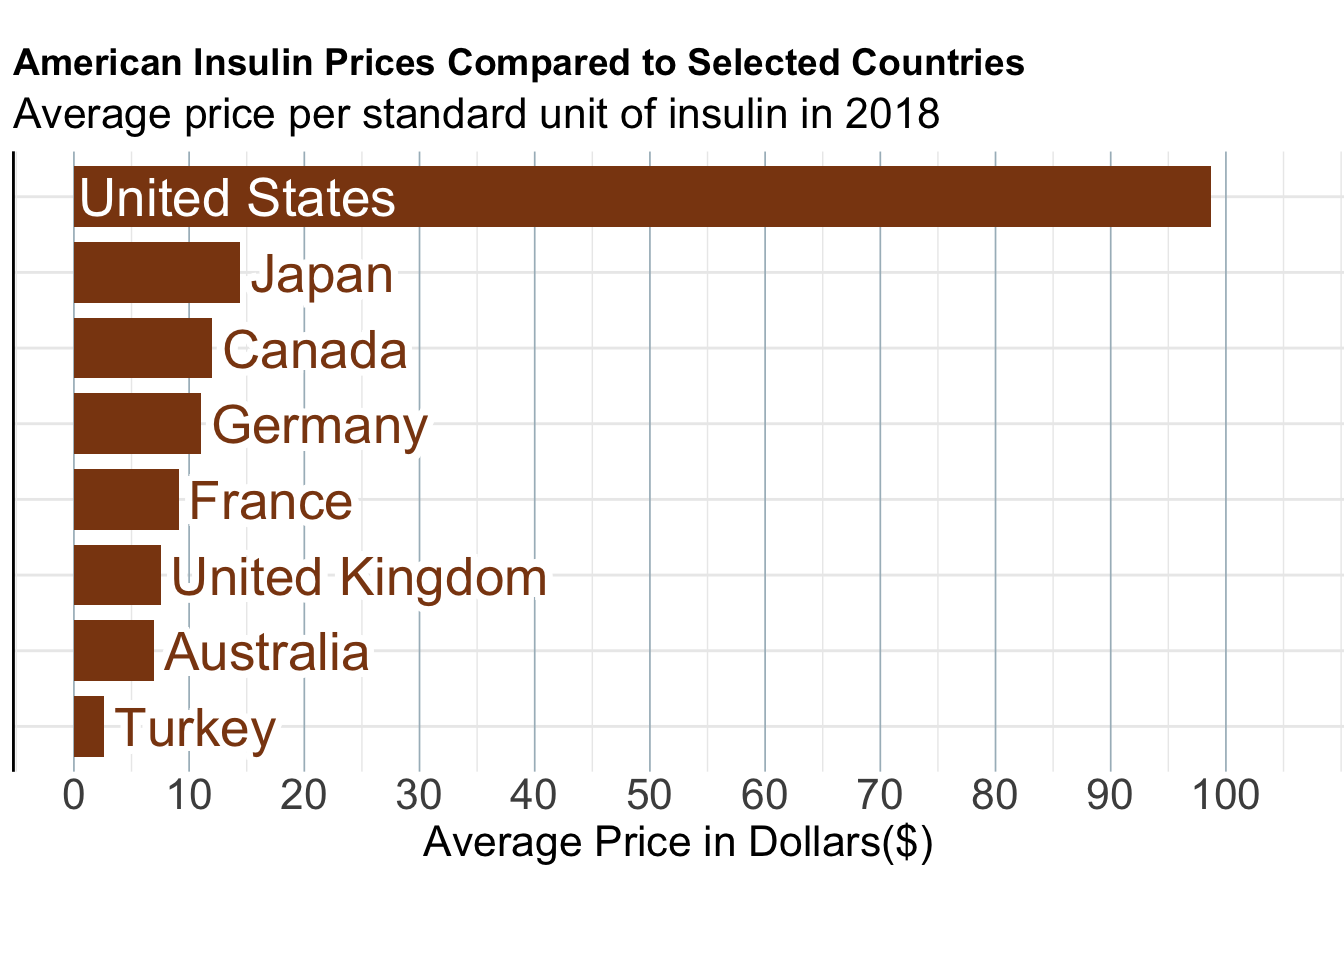 American Insulin Prices Compared to Selected Countries
Average price per standard unit of insulin in 2018
United States
Japan
Canada
Germany
France
United Kingdom
Australia
Turkey
0 10 20 30 40 50 60 70 80 90 100
Average Price in Dollars($)